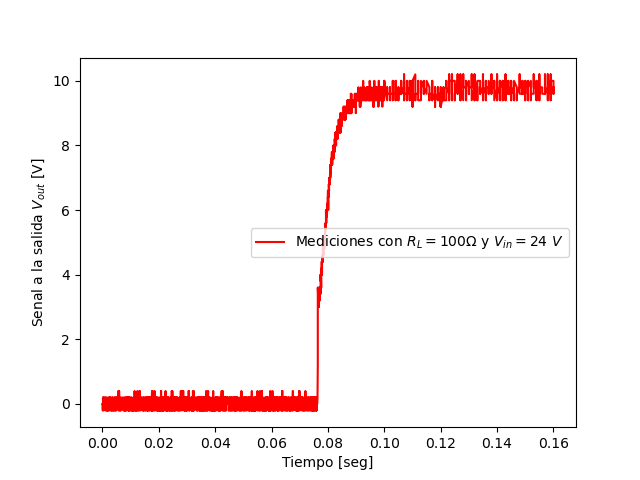 10
8
6
4
2
0
Senal a la salida V_out [V]
Mediciones con R_L = 100Ω y V_in = 24 V
0.00 0.02 0.04 0.06 0.08 0.10 0.12 0.14 0.16
Tiempo [seg]